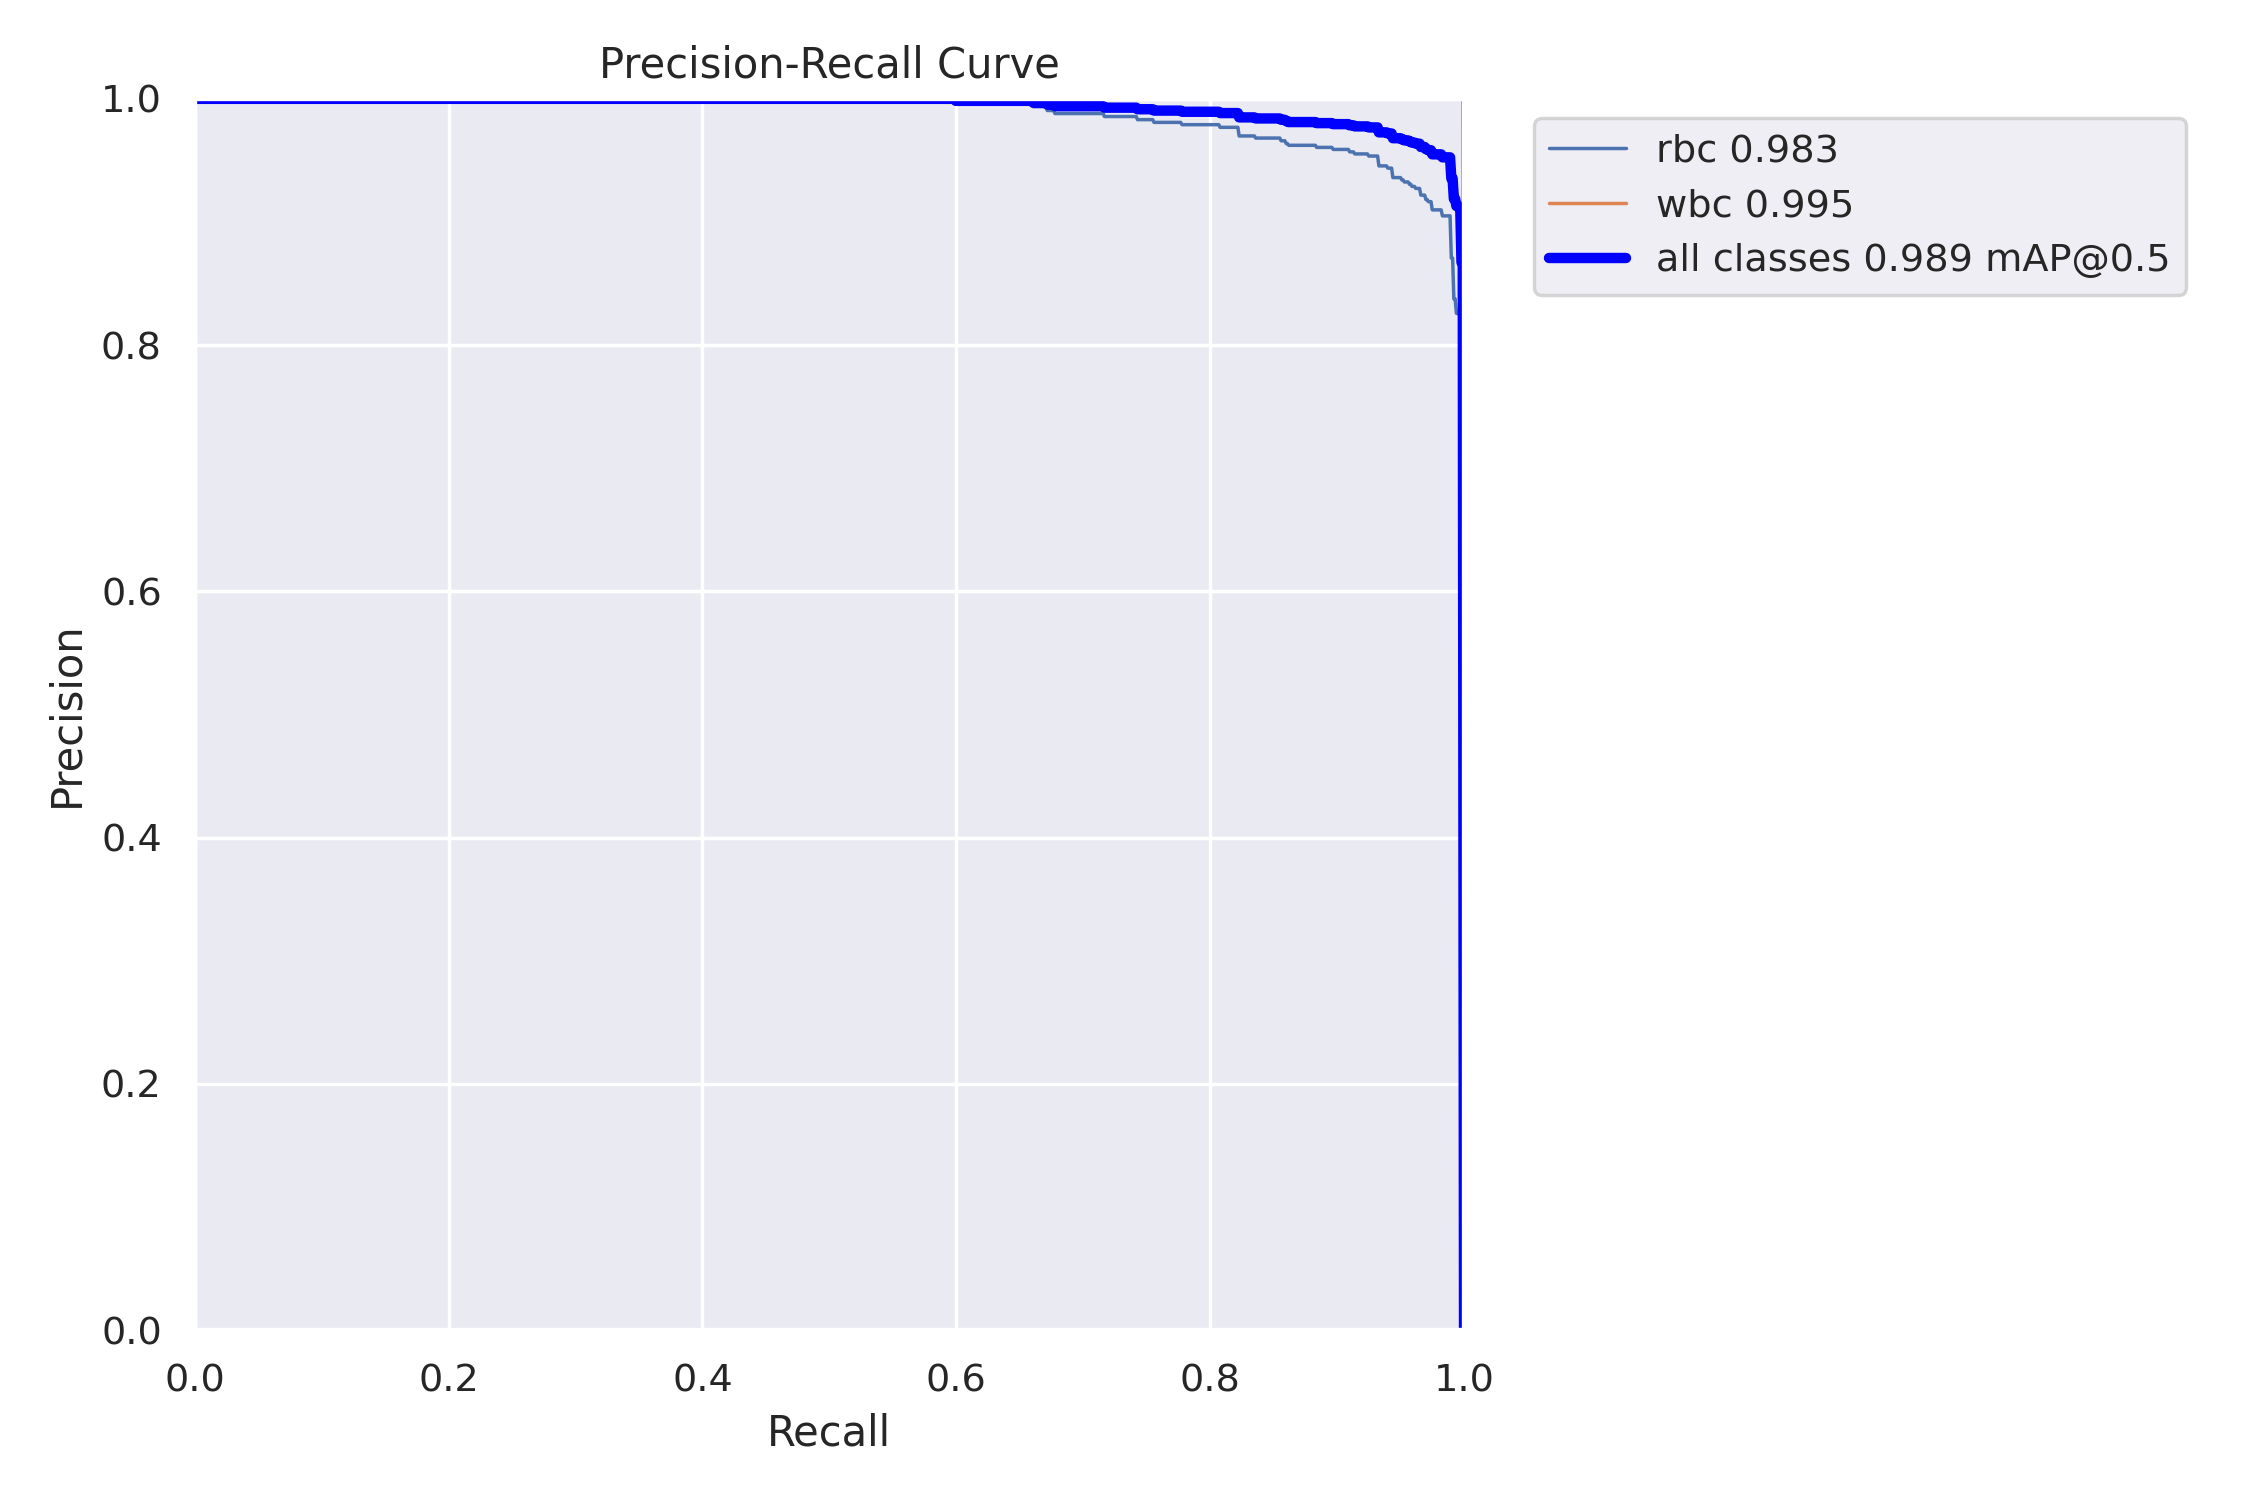 Precision-Recall Curve
1.0
0.8
0.6
0.4
0.2
0.0
Precision
0.0 0.2 0.4 0.6 0.8 1.0
Recall
rbc 0.983
wbc 0.995
all classes 0.989 mAP@0.5